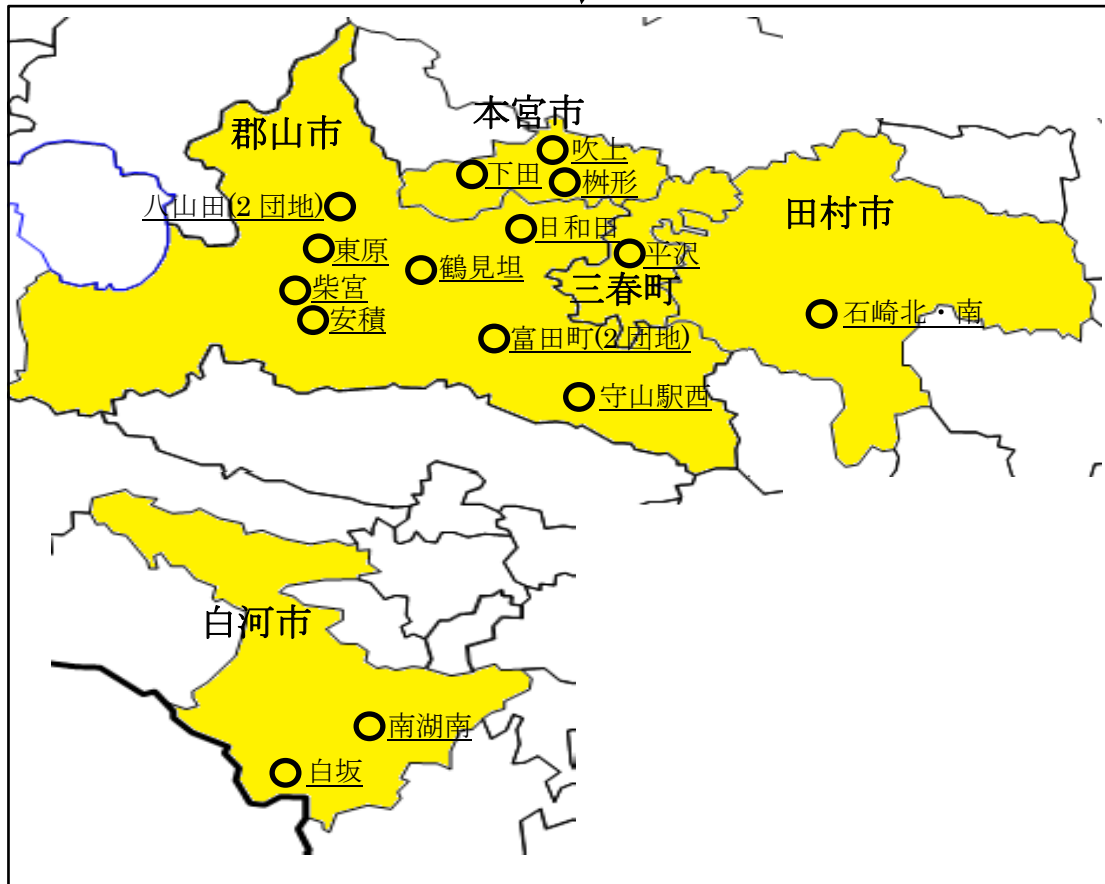 本宮市
郡山市
吹上
下田
桝形
八山田(2 団地)
田村市
日和田
東原
平沢
鶴見坦
柴宮
三春町
安積
石崎北・南
富田町(2 団地)
守山駅西
白河市
南湖南
白坂